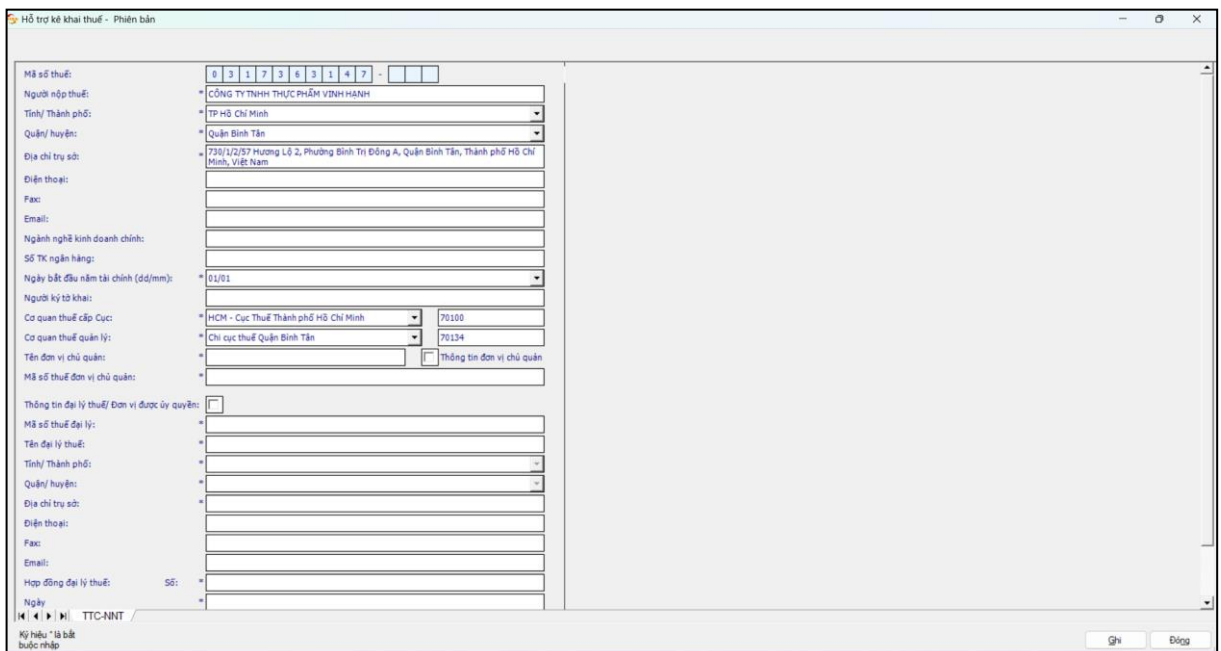 Hỗ trợ kê khai thuế - Phiên bản
Mã số thuế: 0 3 1 7 3 6 3 1 4 7 -
Người nộp thuế: * CÔNG TY TNHH THỰC PHẨM VINH HẠNH
Tỉnh/ Thành phố: * TP Hồ Chí Minh
Quận/ huyện: * Quận Bình Tân
Địa chỉ trụ sở: * 730/1/2/57 Hương Lộ 2, Phường Bình Trị Đông A, Quận Bình Tân, Thành phố Hồ Chí
Minh, Việt Nam
Điện thoại:
Fax:
Email:
Ngành nghề kinh doanh chính:
Số TK ngân hàng:
Ngày bắt đầu năm tài chính (dd/mm): * 01/01
Người ký tờ khai:
Cơ quan thuế cấp Cục: * HCM - Cục Thuế Thành phố Hồ Chí Minh 70100
Cơ quan thuế quản lý: * Chi cục thuế Quận Bình Tân 70134
Tên đơn vị chủ quản: * Thông tin đơn vị chủ quản
Mã số thuế đơn vị chủ quản: *
Thông tin đại lý thuế/ Đơn vị được ủy quyền:
Mã số thuế đại lý: *
Tên đại lý thuế: *
Tỉnh/ Thành phố: *
Quận/ huyện: *
Địa chỉ trụ sở: *
Điện thoại:
Fax:
Email:
Hợp đồng đại lý thuế: Số: *
Ngày *
TTC-NNT
Ký hiệu * là bắt
buộc nhập
Ghi Đóng